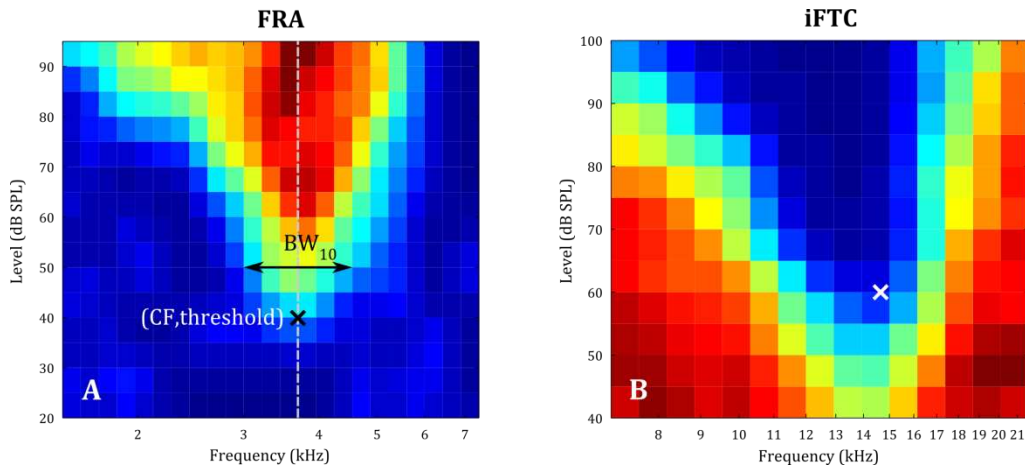 FRA
90
80
70
60
50
40
30
20
Level (dB SPL)
BW10
(CF,threshold)
A
2 3 4 5 6 7
Frequency (kHz)
iFTC
100
90
80
70
60
50
40
Level (dB SPL)
B
8 9 10 11 12 13 14 15 16 17 18 19 20 21
Frequency (kHz)